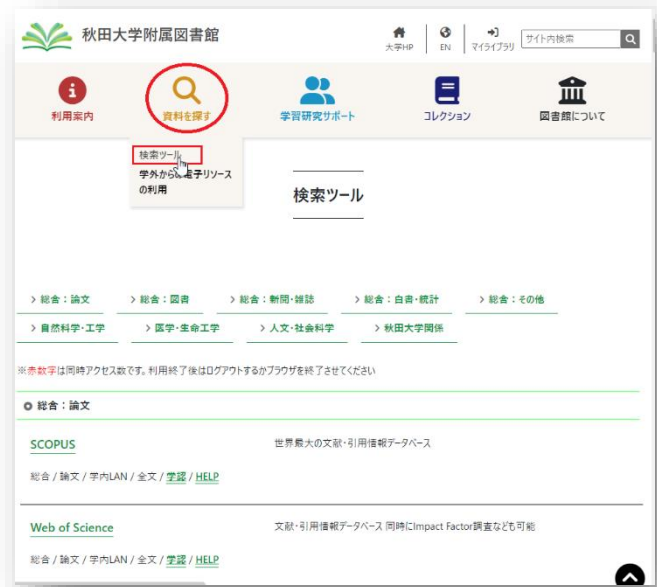 秋田大学附属図書館
大学HP
EN
マイライブラリ
サイト内検索
利用案内
資料を探す
学習研究サポート
コレクション
図書館について
検索ツール
学外からの電子リソース
の利用
検索ツール
> 総合：論文 > 総合：図書 > 総合：新聞・雑誌 > 総合：白書・統計 > 総合：その他
> 自然科学・工学 > 医学・生命工学 > 人文・社会科学 > 秋田大学関係
※赤数字は同時アクセス数です。利用終了後はログアウトするかブラウザを終了させてください
総合：論文
SCOPUS 世界最大の文献・引用情報データベース
総合 / 論文 / 学内LAN / 全文 / 学認 / HELP
Web of Science 文献・引用情報データベース 同時にImpact Factor調査なども可能
総合 / 論文 / 学内LAN / 全文 / 学認 / HELP